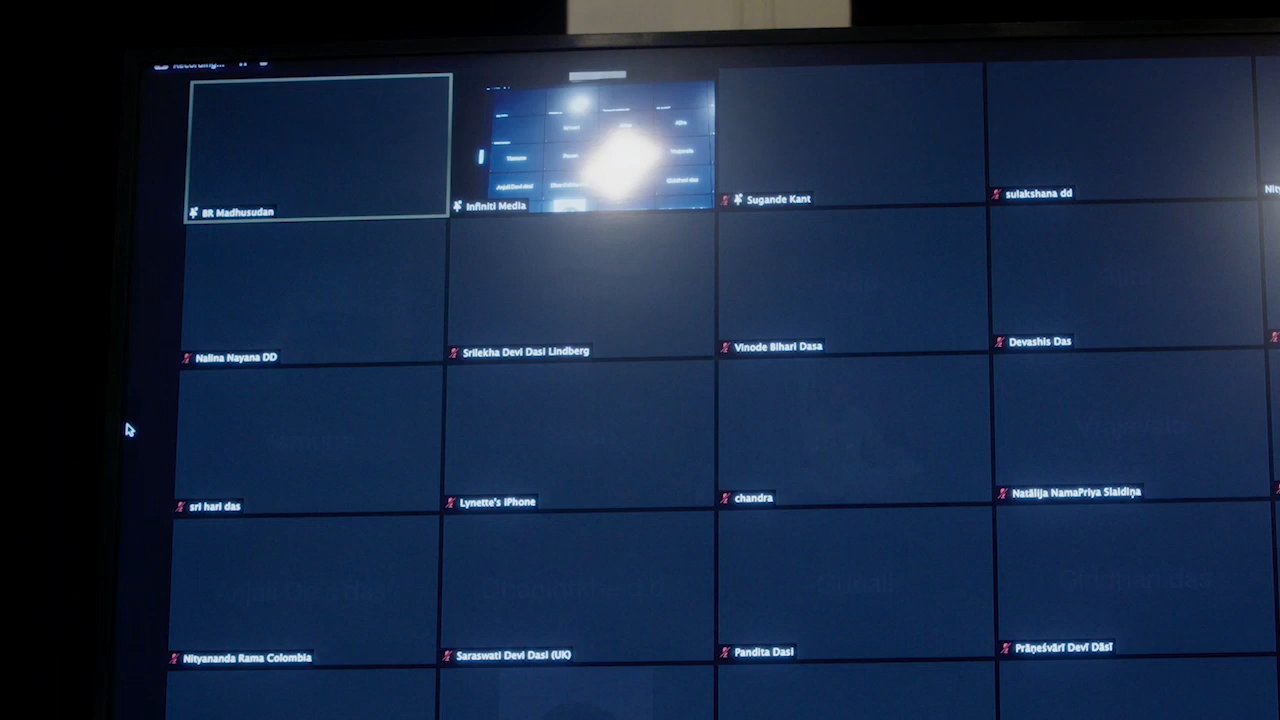 Recording...
BR Madhusudan
Infiniti Media
Sugande Kant
sulakshana dd
Nalina Nayana DD
Srilekha Devi Dasi Lindberg
Vinode Bihari Dasa
Devashis Das
sri hari das
Lynette's iPhone
chandra
Natālija NamaPriya Slaidiņa
Nityananda Rama Colombia
Saraswati Devi Dasi (UK)
Pandita Dasi
Prāṇeśvārī Devī Dāsī